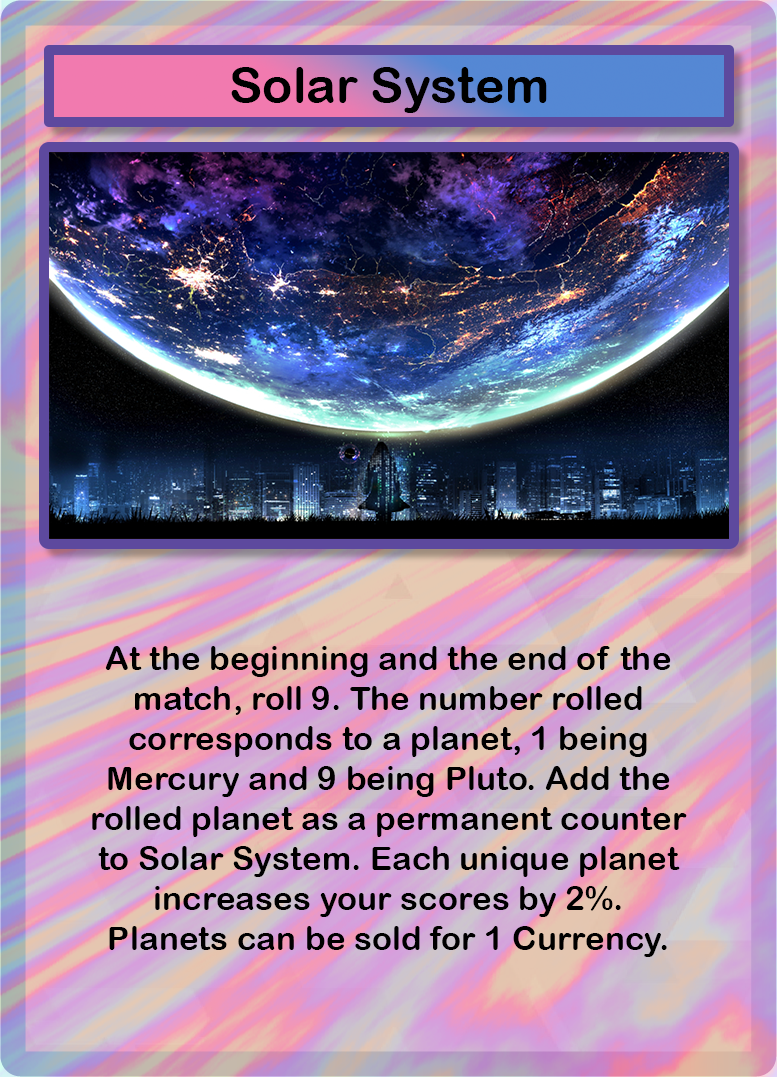 Solar System
At the beginning and the end of the
match, roll 9. The number rolled
corresponds to a planet, 1 being
Mercury and 9 being Pluto. Add the
rolled planet as a permanent counter
to Solar System. Each unique planet
increases your scores by 2%.
Planets can be sold for 1 Currency.